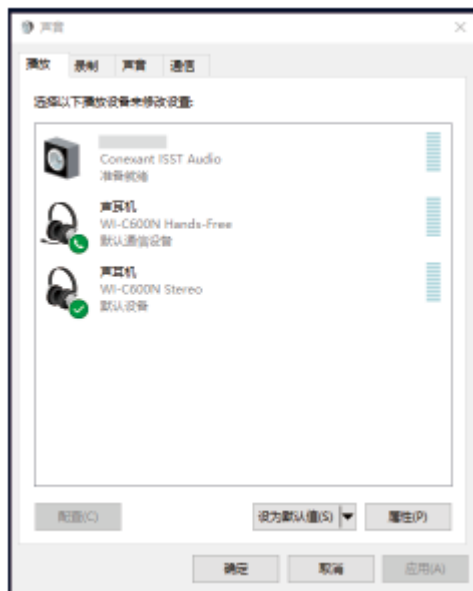 声音
播放 录制 声音 通信
选择以下播放设备来修改设置:
Conexant ISST Audio
准备就绪
耳机
WI-C600N Hands-Free
默认通信设备
耳机
WI-C600N Stereo
默认设备
配置(C) 设为默认值(S) 属性(P)
确定 取消 应用(A)